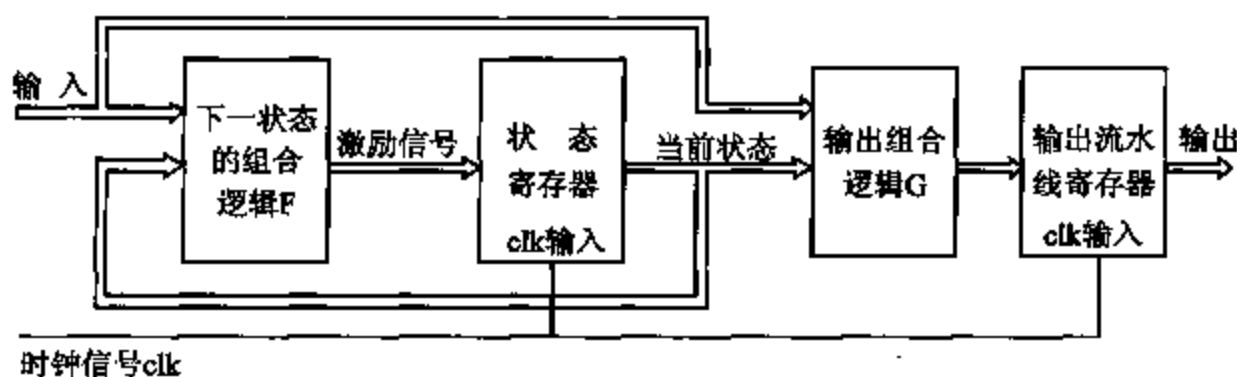 输 入
下一状态
的组合
逻辑F
激励信号
状 态
寄存器
clk输入
当前状态
输出组合
逻辑G
输出流水
线寄存器
clk输入
输出
时钟信号clk